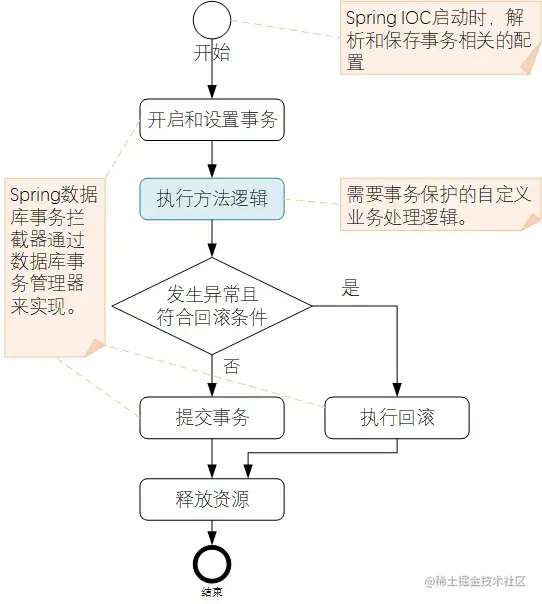 Spring IOC启动时，解
析和保存事务相关的配
置
开始
开启和设置事务
Spring数据
库事务拦
截器通过
数据库事
务管理器
来实现。
执行方法逻辑
需要事务保护的自定义
业务处理逻辑。
发生异常且
符合回滚条件
是
否
提交事务
执行回滚
释放资源
结束
@稀土掘金技术社区